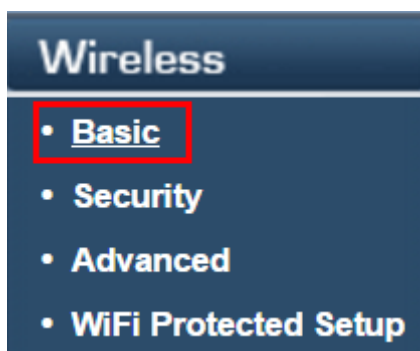 Wireless
• Basic
• Security
• Advanced
• WiFi Protected Setup